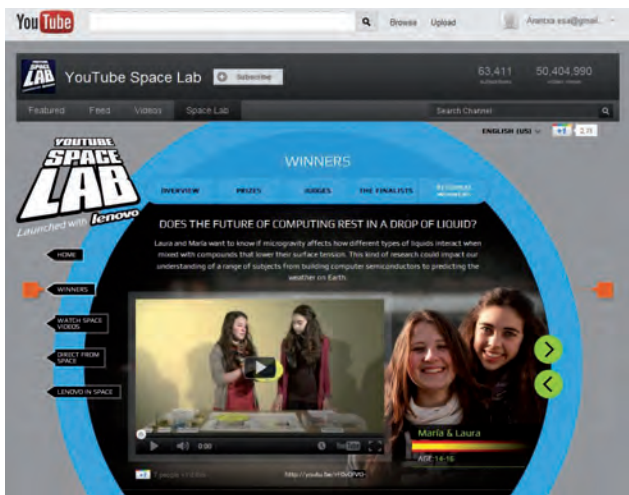 YouTube
Browse Upload
YouTube Space Lab
Subscribe
63,411 50,404,990
Featured Feed Videos Space Lab
Search Channel
ENGLISH (US)
YOUTUBE
SPACE
LAB
Launched with lenovo
WINNERS
OVERVIEW PRIZES JUDGES THE FINALISTS REGIONAL WINNERS
DOES THE FUTURE OF COMPUTING REST IN A DROP OF LIQUID?
Laura and María want to know if microgravity affects how different types of liquids interact when
mixed with compounds that lower their surface tension. This kind of research could impact our
understanding of a range of subjects from building computer semiconductors to predicting the
weather on Earth.
HOME
WINNERS
WATCH SPACE
VIDEOS
DIRECT FROM
SPACE
LENOVO IN SPACE
0:00
YouTube
María & Laura
AGE: 14-16